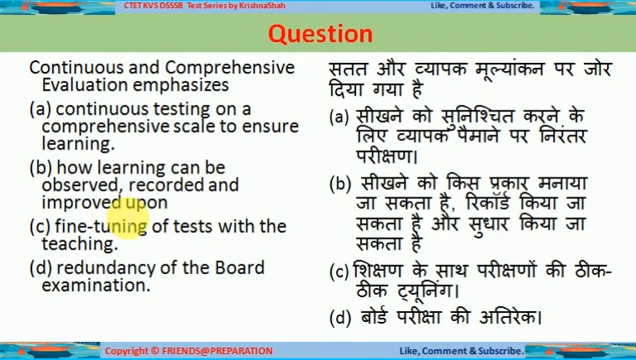 CTET KVS DSSSB Test Series by KrishnaShah
Like, Comment & Subscribe.
Question
Continuous and Comprehensive
Evaluation emphasizes
(a) continuous testing on a
comprehensive scale to ensure
learning.
(b) how learning can be
observed, recorded and
improved upon
(c) fine-tuning of tests with the
teaching.
(d) redundancy of the Board
examination.
सतत और व्यापक मूल्यांकन पर जोर
दिया गया है
(a) सीखने को सुनिश्चित करने के
लिए व्यापक पैमाने पर निरंतर
परीक्षण।
(b) सीखने को किस प्रकार मनाया
जा सकता है, रिकॉर्ड किया जा
सकता है और सुधार किया जा
सकता है
(c) शिक्षण के साथ परीक्षणों की ठीक-
ठीक ट्यूनिंग।
(d) बोर्ड परीक्षा की अतिरेक।
Copyright © FRIENDS@PREPARATION
Like, Comment & Subscribe.